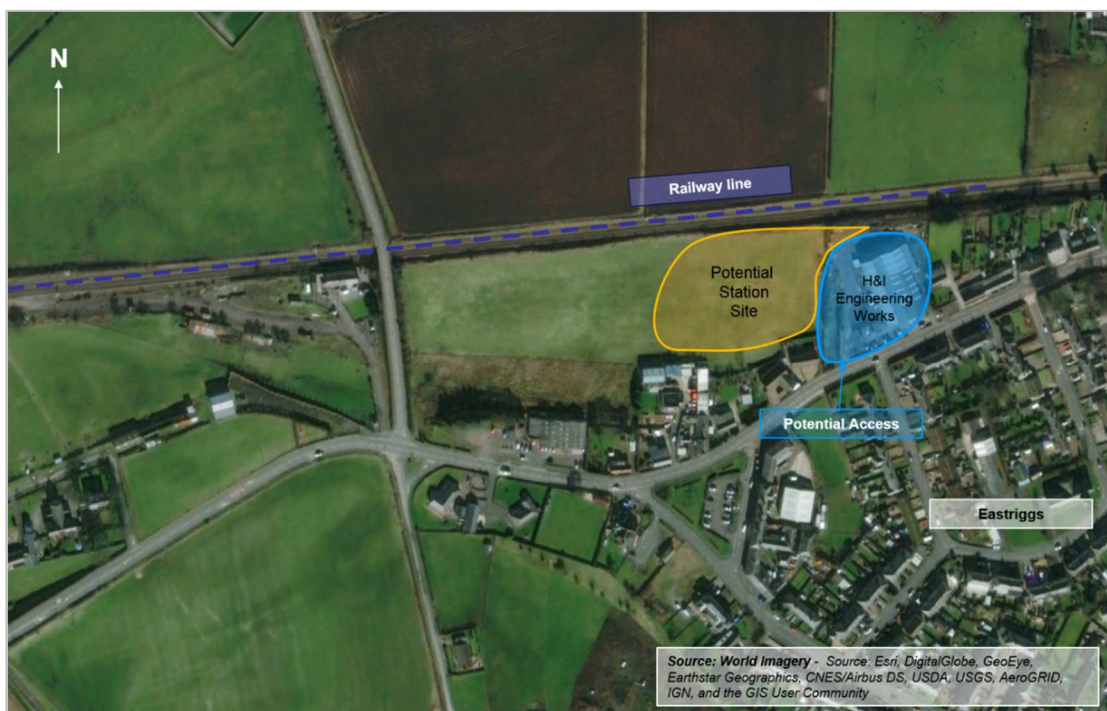 N
Railway line
Potential
Station
Site
H&I
Engineering
Works
Potential Access
Eastriggs
Source: World Imagery - Source: Esri, DigitalGlobe, GeoEye,
Earthstar Geographics, CNES/Airbus DS, USDA, USGS, AeroGRID,
IGN, and the GIS User Community